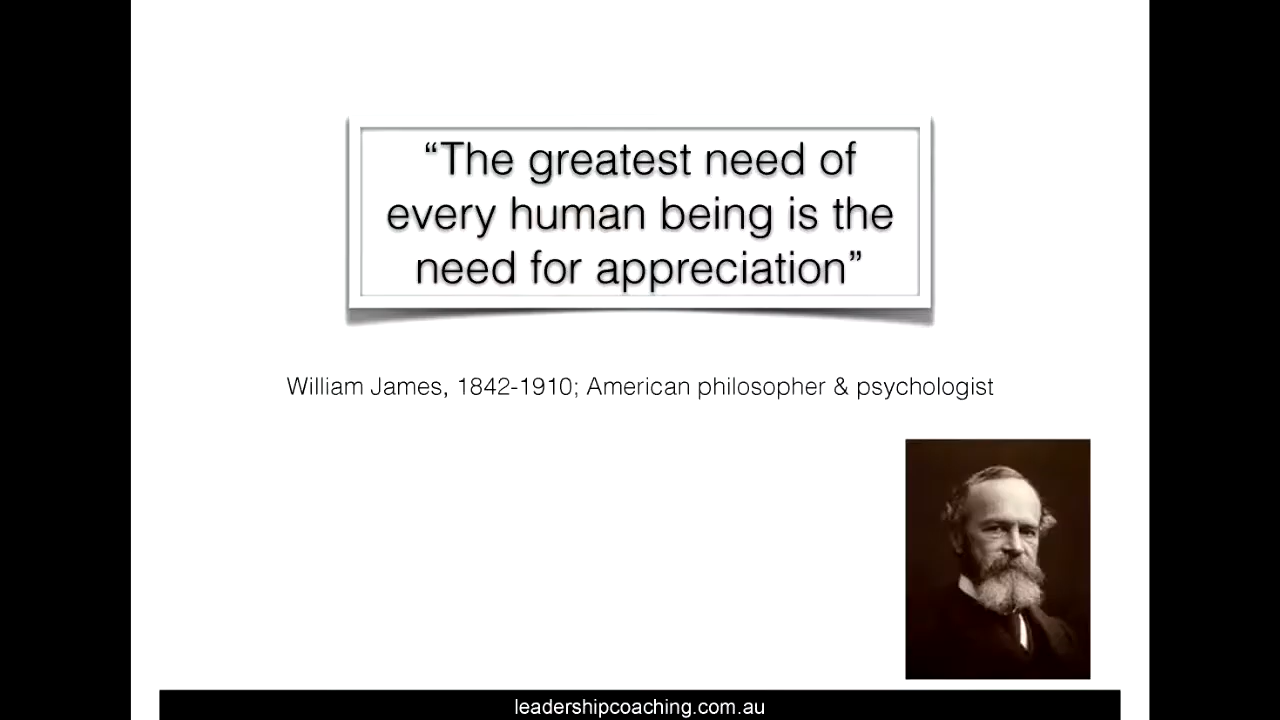 “The greatest need of
every human being is the
need for appreciation”
William James, 1842-1910; American philosopher & psychologist
leadershipcoaching.com.au